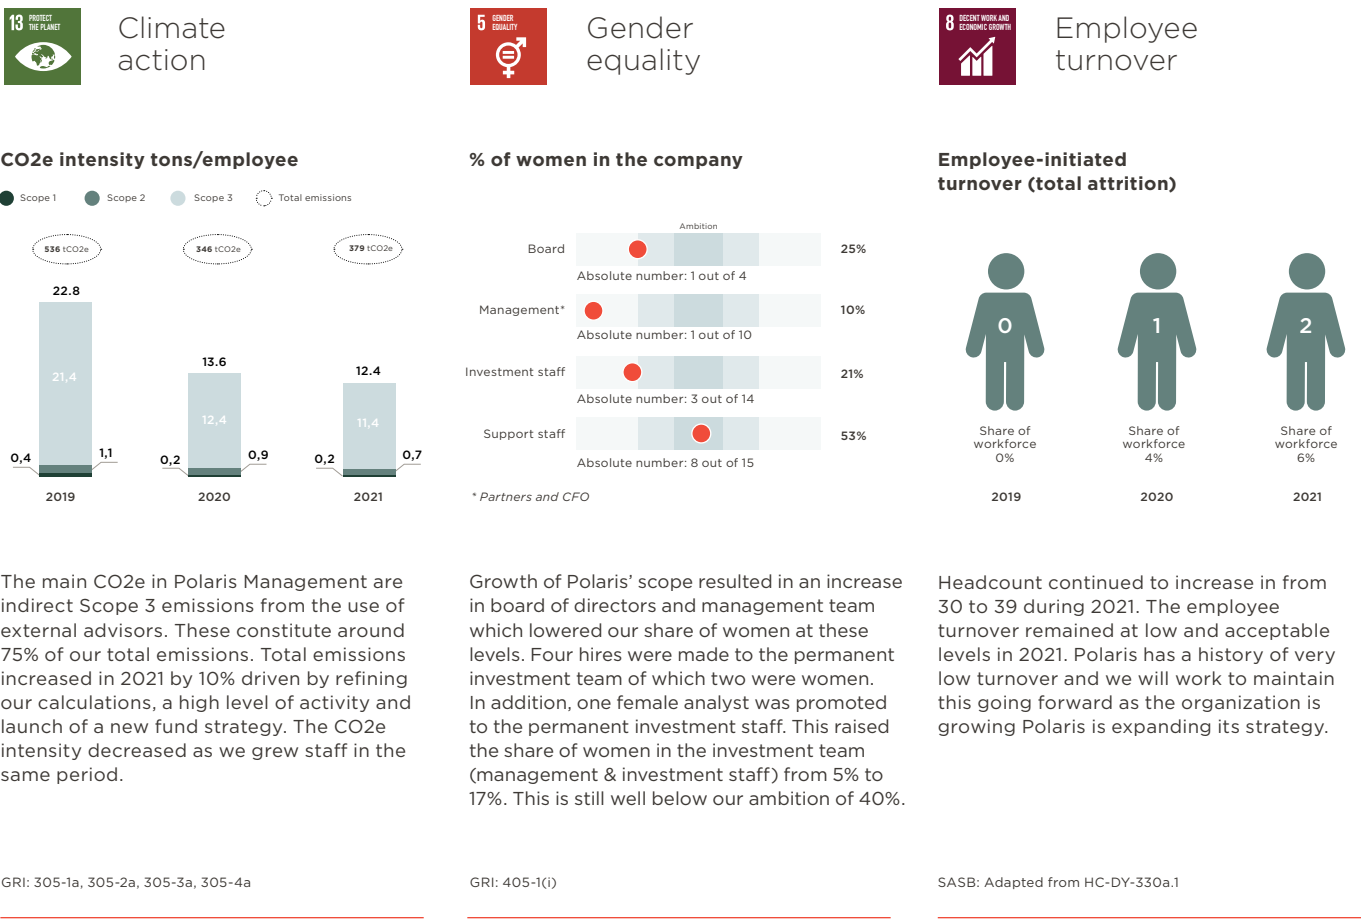 13 PROTECT
THE PLANET
Climate
action
CO2e intensity tons/employee
Scope 1
Scope 2
Scope 3
Total emissions
536 tCO2e
346 tCO2e
379 tCO2e
22.8
21,4
0,4
1,1
2019
13.6
12,4
0,2
0,9
2020
12.4
11,4
0,2
0,7
2021
The main CO2e in Polaris Management are
indirect Scope 3 emissions from the use of
external advisors. These constitute around
75% of our total emissions. Total emissions
increased in 2021 by 10% driven by refining
our calculations, a high level of activity and
launch of a new fund strategy. The CO2e
intensity decreased as we grew staff in the
same period.
GRI: 305-1a, 305-2a, 305-3a, 305-4a
5 GENDER
EQUALITY
Gender
equality
% of women in the company
Ambition
Board
25%
Absolute number: 1 out of 4
Management*
10%
Absolute number: 1 out of 10
Investment staff
21%
Absolute number: 3 out of 14
Support staff
53%
Absolute number: 8 out of 15
* Partners and CFO
Growth of Polaris’ scope resulted in an increase
in board of directors and management team
which lowered our share of women at these
levels. Four hires were made to the permanent
investment team of which two were women.
In addition, one female analyst was promoted
to the permanent investment staff. This raised
the share of women in the investment team
(management & investment staff) from 5% to
17%. This is still well below our ambition of 40%.
GRI: 405-1(i)
8 DECENT WORK AND
ECONOMIC GROWTH
Employee
turnover
Employee-initiated
turnover (total attrition)
0
Share of
workforce
0%
2019
1
Share of
workforce
4%
2020
2
Share of
workforce
6%
2021
Headcount continued to increase in from
30 to 39 during 2021. The employee
turnover remained at low and acceptable
levels in 2021. Polaris has a history of very
low turnover and we will work to maintain
this going forward as the organization is
growing Polaris is expanding its strategy.
SASB: Adapted from HC-DY-330a.1